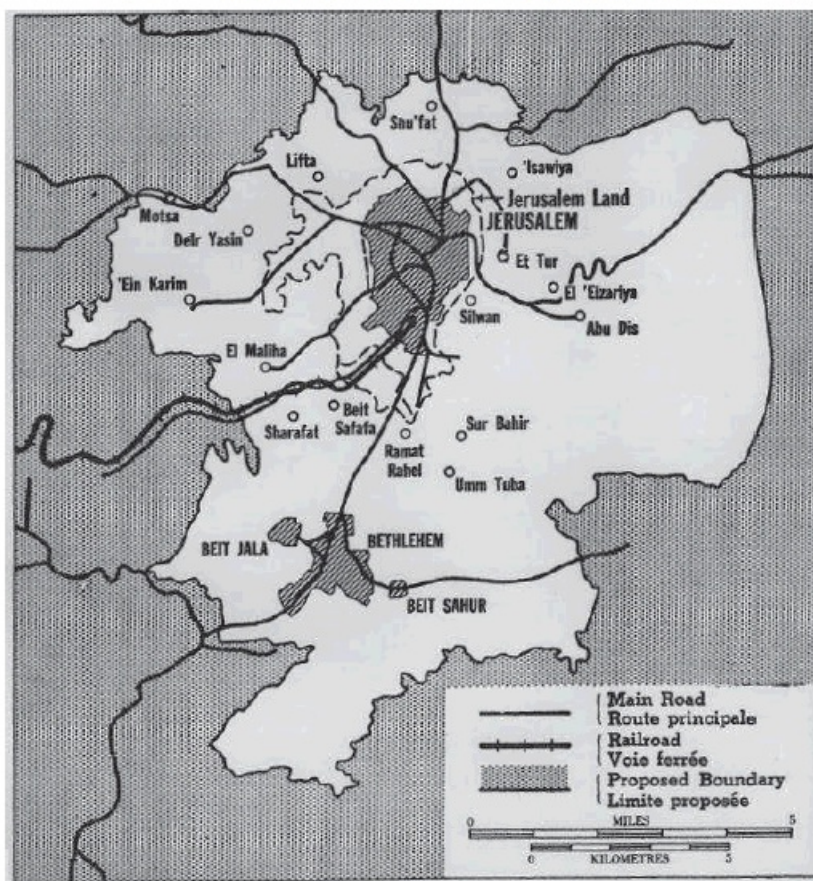 Shu'fat
Lifta
'Isawiya
Jerusalem Land
JERUSALEM
Motsa
Deir Yasin
Et Tur
'Ein Karim
El 'Eizariya
Silwan
Abu Dis
El Maliha
Beit
Safafa
Sharafat
Ramat
Rahel
Sur Bahir
Umm Tuba
BEIT JALA
BETHLEHEM
BEIT SAHUR
Main Road
Route principale
Railroad
Voie ferrée
Proposed Boundary
Limite proposée
0 MILES 5
0 KILOMETRES 5